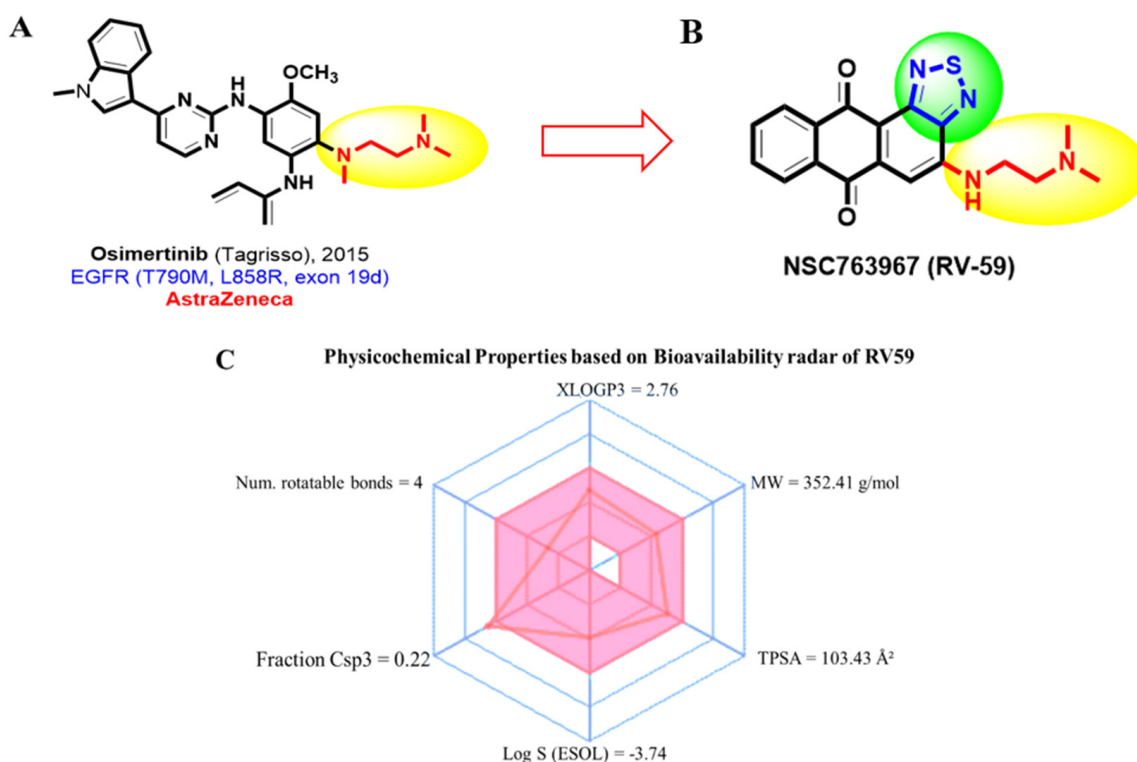 A
B
OCH3
N
NH
N
N
N
N
N
NH
O
O
N
S
N
N
H
N
Osimertinib (Tagrisso), 2015
EGFR (T790M, L858R, exon 19d)
AstraZeneca
NSC763967 (RV-59)
C
Physicochemical Properties based on Bioavailability radar of RV59
XLOGP3 = 2.76
Num. rotatable bonds = 4
MW = 352.41 g/mol
Fraction Csp3 = 0.22
TPSA = 103.43 Å²
Log S (ESOL) = -3.74